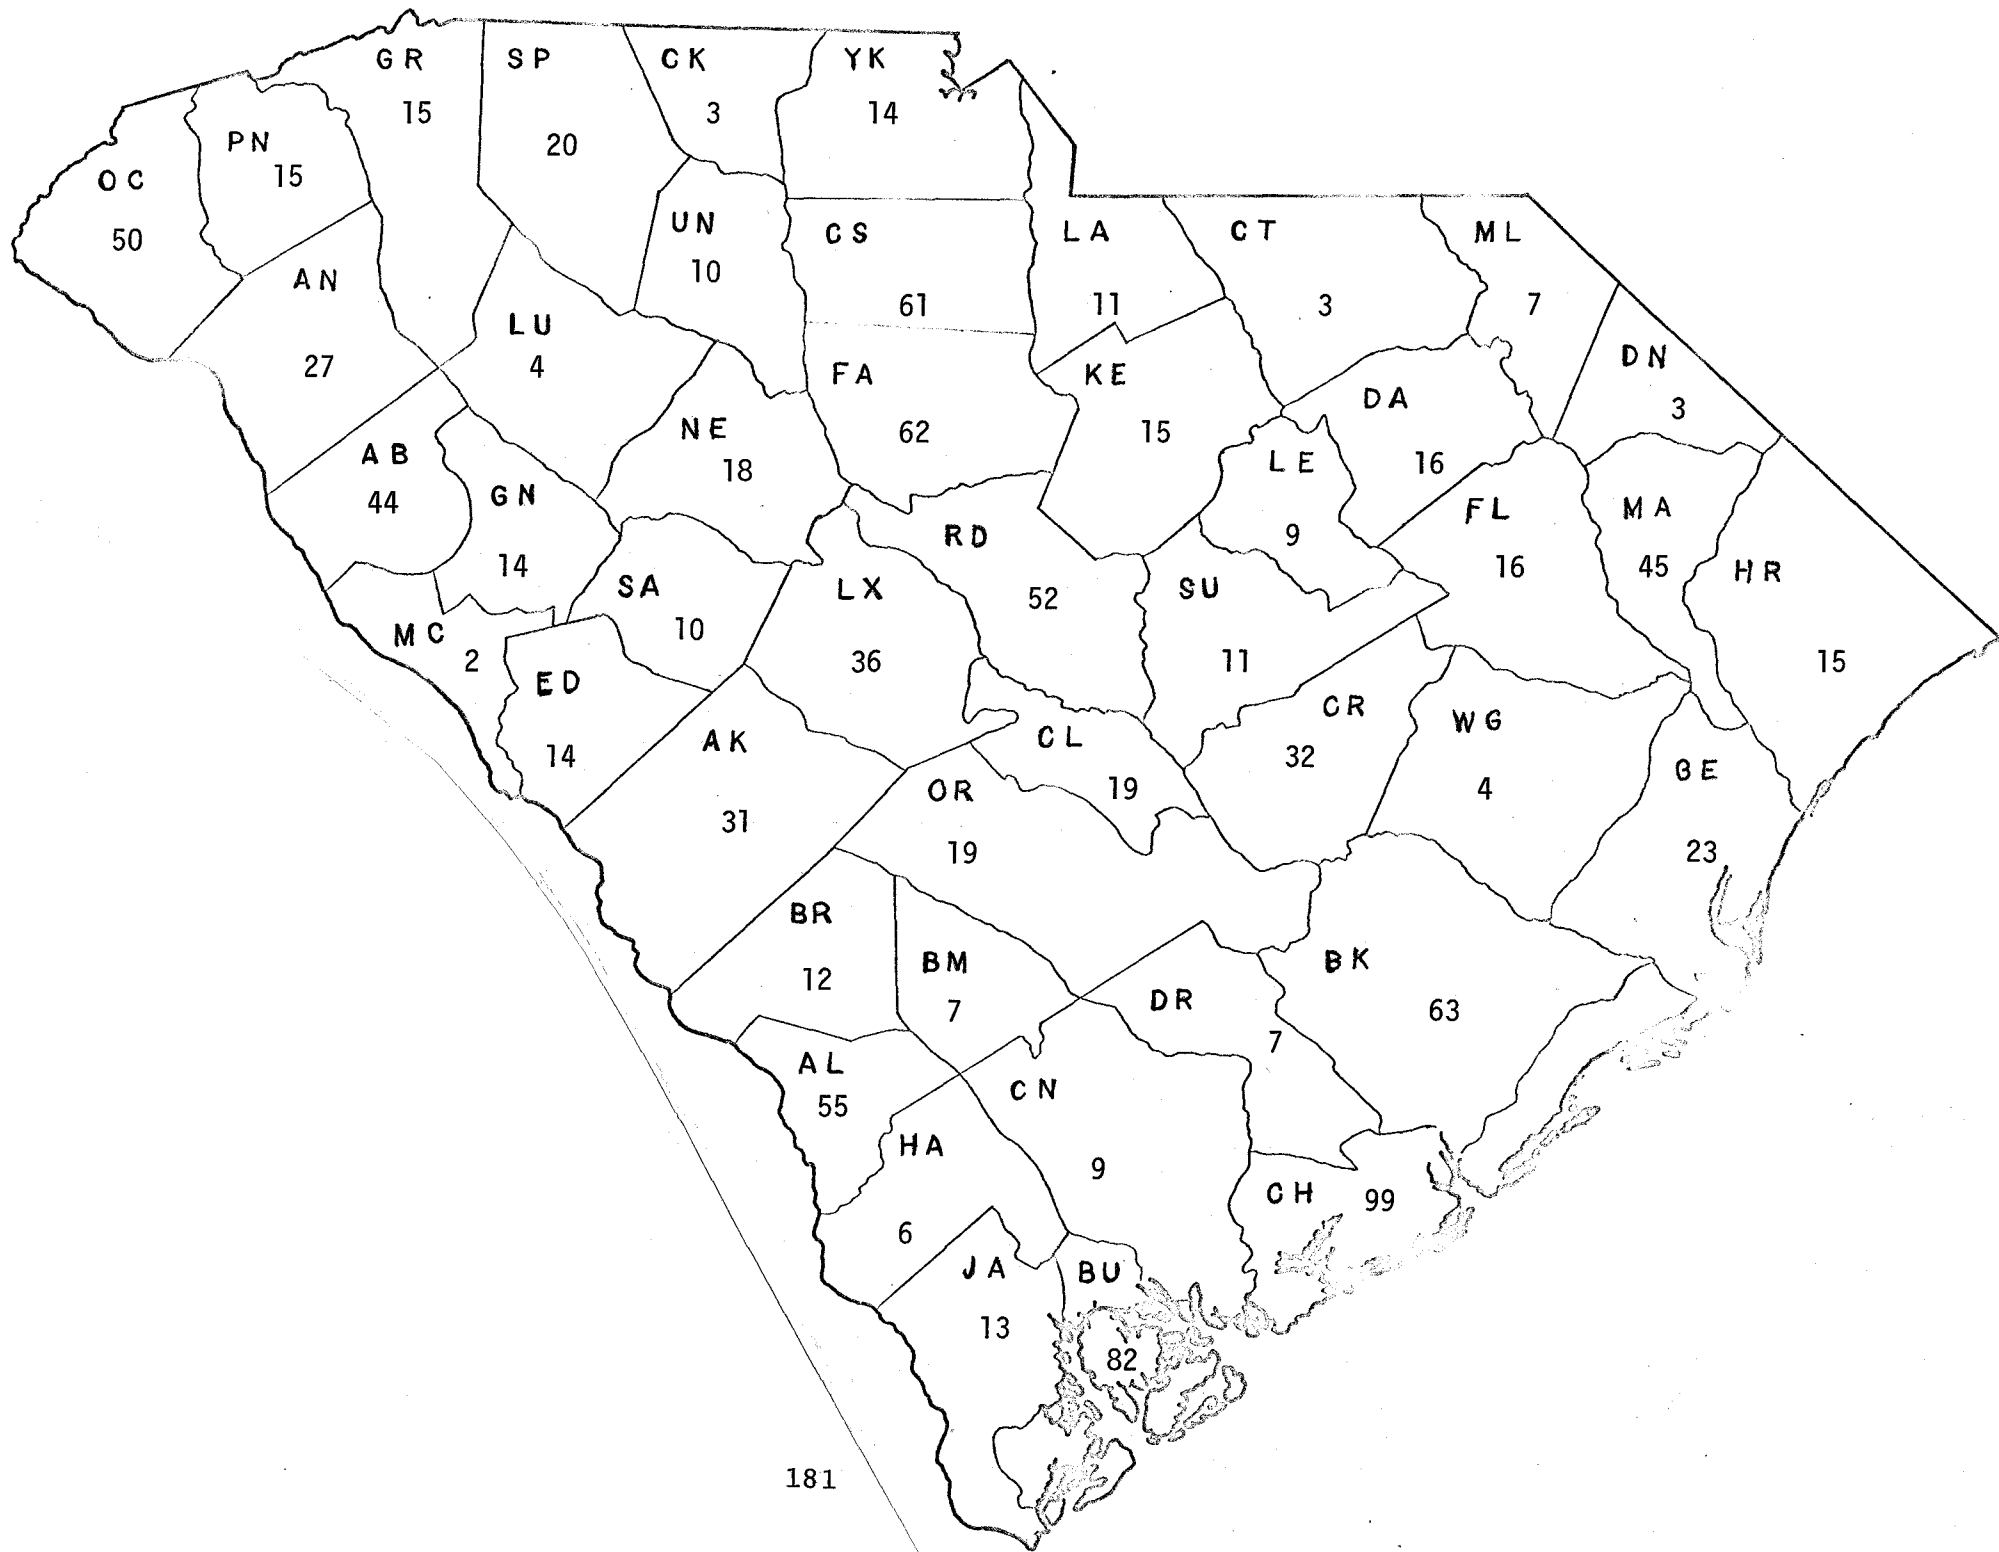 GR
15
SP
20
CK
3
YK
14
PN
15
OC
50
UN
10
CS
61
LA
11
CT
3
ML
7
AN
27
LU
4
FA
62
KE
15
DN
3
DA
16
NE
18
LE
9
AB
44
GN
14
RD
52
FL
16
MA
45
HR
15
SA
10
LX
36
SU
11
MC
2
ED
14
CL
19
CR
32
WG
4
AK
31
OR
19
GE
23
BR
12
BM
7
BK
63
DR
7
AL
55
CN
9
HA
6
CH
99
JA
13
BU
82
181